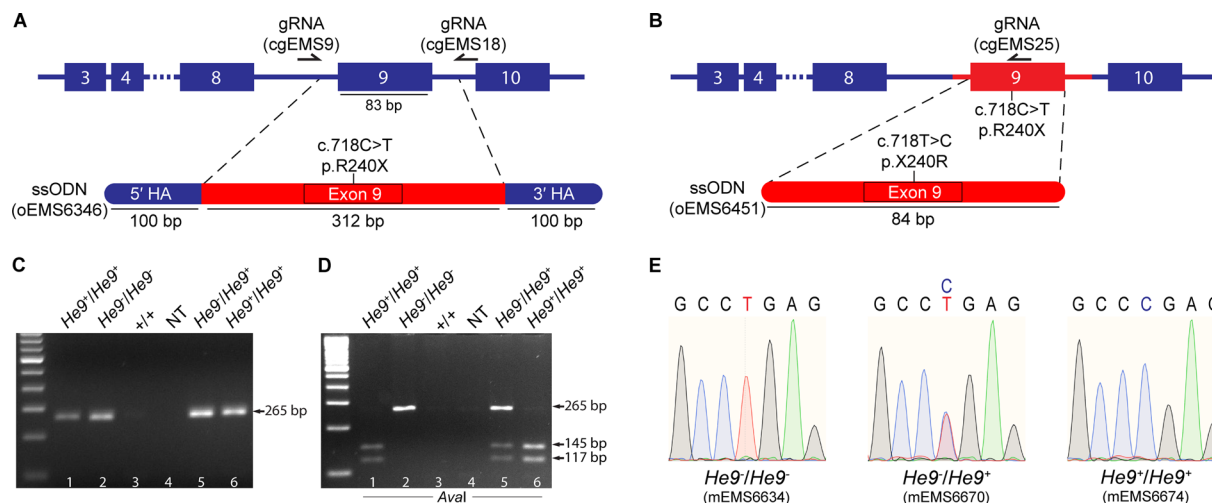 A
gRNA
(cgEMS9)
gRNA
(cgEMS18)
3 4 8 9 10
83 bp
c.718C>T
p.R240X
ssODN
(oEMS6346)
5′ HA Exon 9 3′ HA
100 bp 312 bp 100 bp
B
gRNA
(cgEMS25)
3 4 8 9 10
c.718C>T
p.R240X
c.718T>C
p.X240R
ssODN
(oEMS6451)
Exon 9
84 bp
C
He9+/He9+ He9-/He9- +/+ NT He9-/He9+ He9+/He9+
265 bp
1 2 3 4 5 6
D
He9+/He9+ He9-/He9- +/+ NT He9-/He9+ He9+/He9+
265 bp
145 bp
117 bp
1 2 3 4 5 6
AvaI
E
C
G C C T G A G G C C T G A G G C C C G A G
He9-/He9- He9-/He9+ He9+/He9+
(mEMS6634) (mEMS6670) (mEMS6674)